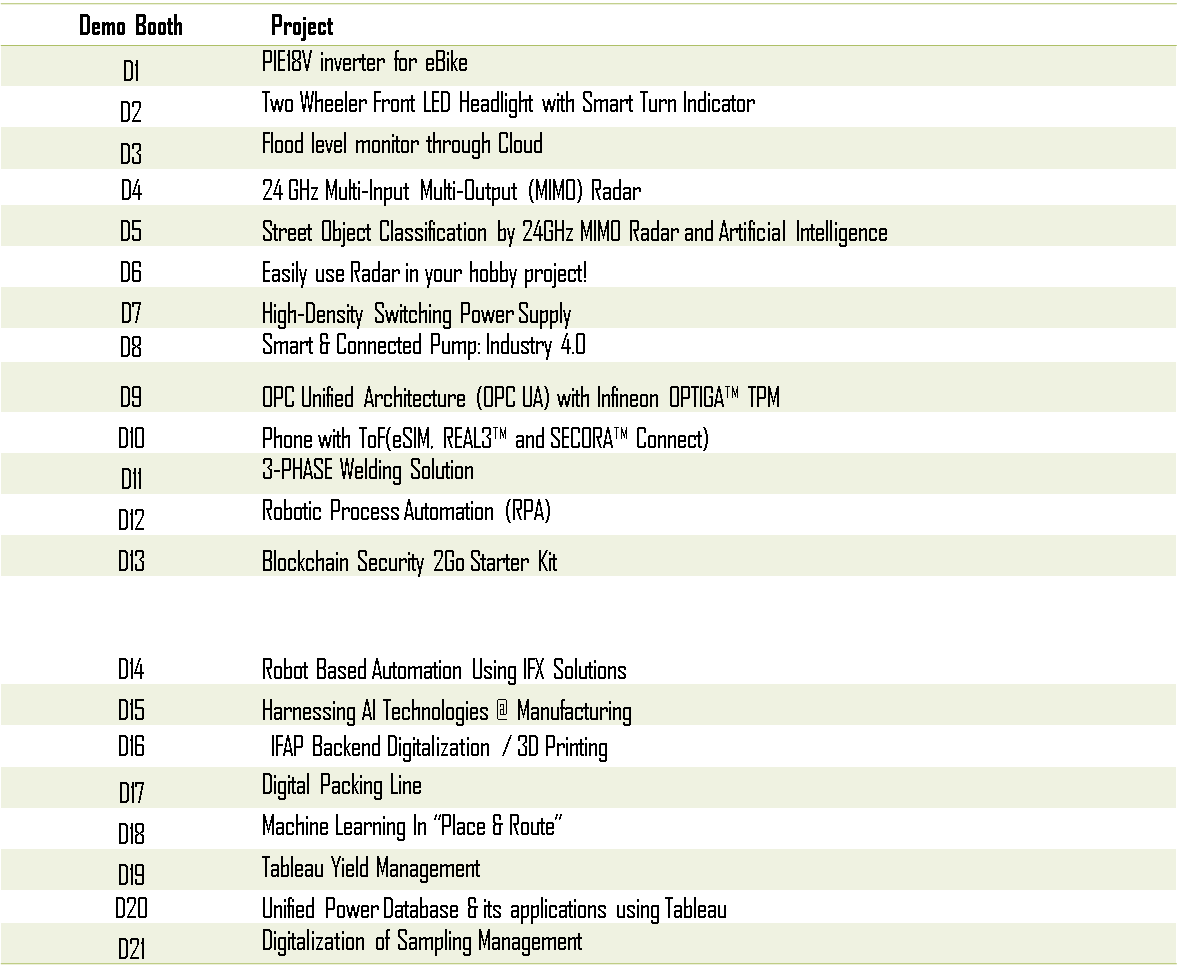 Demo Booth Project
D1 PIE18V inverter for eBike
D2 Two Wheeler Front LED Headlight with Smart Turn Indicator
D3 Flood level monitor through Cloud
D4 24 GHz Multi-Input Multi-Output (MIMO) Radar
D5 Street Object Classification by 24GHz MIMO Radar and Artificial Intelligence
D6 Easily use Radar in your hobby project!
D7 High-Density Switching Power Supply
D8 Smart & Connected Pump: Industry 4.0
D9 OPC Unified Architecture (OPC UA) with Infineon OPTIGA™ TPM
D10 Phone with ToF(eSIM, REAL3™ and SECORA™ Connect)
D11 3-PHASE Welding Solution
D12 Robotic Process Automation (RPA)
D13 Blockchain Security 2Go Starter Kit
D14 Robot Based Automation Using IFX Solutions
D15 Harnessing AI Technologies @ Manufacturing
D16 IFAP Backend Digitalization / 3D Printing
D17 Digital Packing Line
D18 Machine Learning In “Place & Route”
D19 Tableau Yield Management
D20 Unified Power Database & its applications using Tableau
D21 Digitalization of Sampling Management